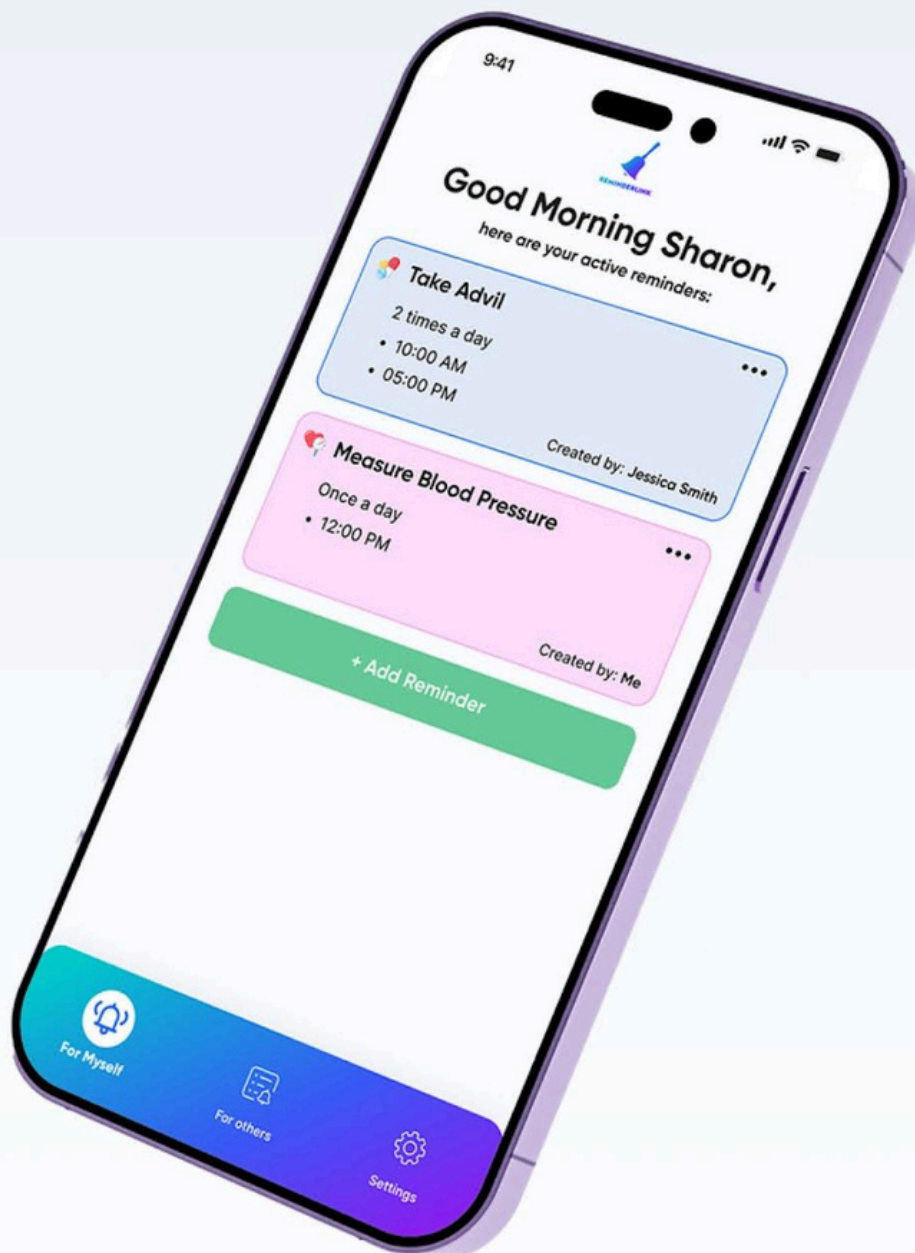 9:41
REMINDERLINK
Good Morning Sharon,
here are your active reminders:
Take Advil
2 times a day
• 10:00 AM
• 05:00 PM
Created by: Jessica Smith
Measure Blood Pressure
Once a day
• 12:00 PM
Created by: Me
+ Add Reminder
For Myself
For others
Settings